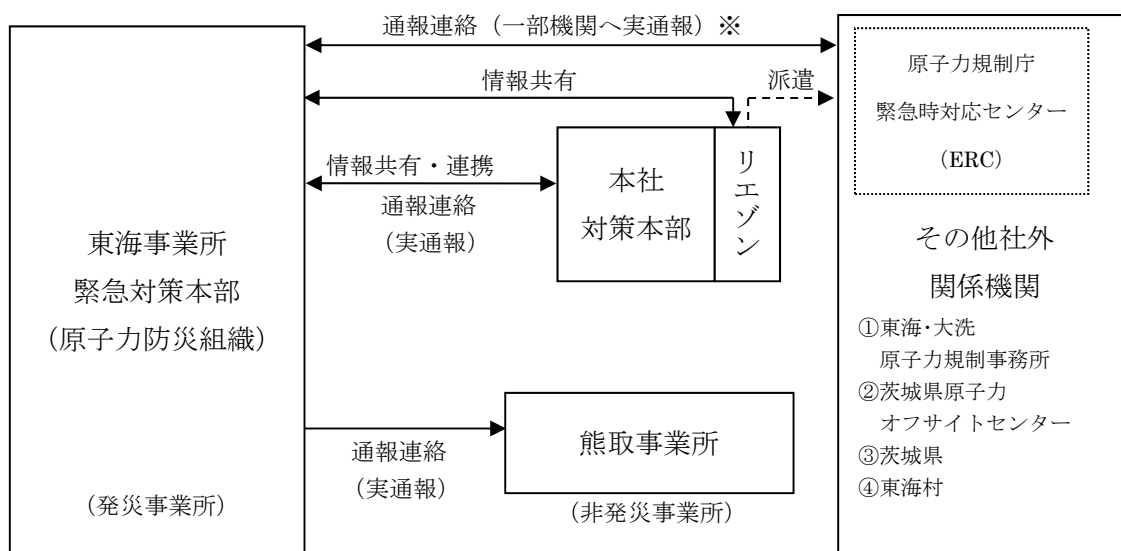 通報連絡（一部機関へ実通報）※
情報共有
派遣
原子力規制庁
緊急時対応センター
（ERC）
情報共有・連携
通報連絡
（実通報）
本社
対策本部
リエゾン
東海事業所
緊急対策本部
（原子力防災組織）
その他社外
関係機関
①東海・大洗
原子力規制事務所
②茨城県原子力
オフサイトセンター
③茨城県
④東海村
熊取事業所
通報連絡
（実通報）
（発災事業所）
（非発災事業所）